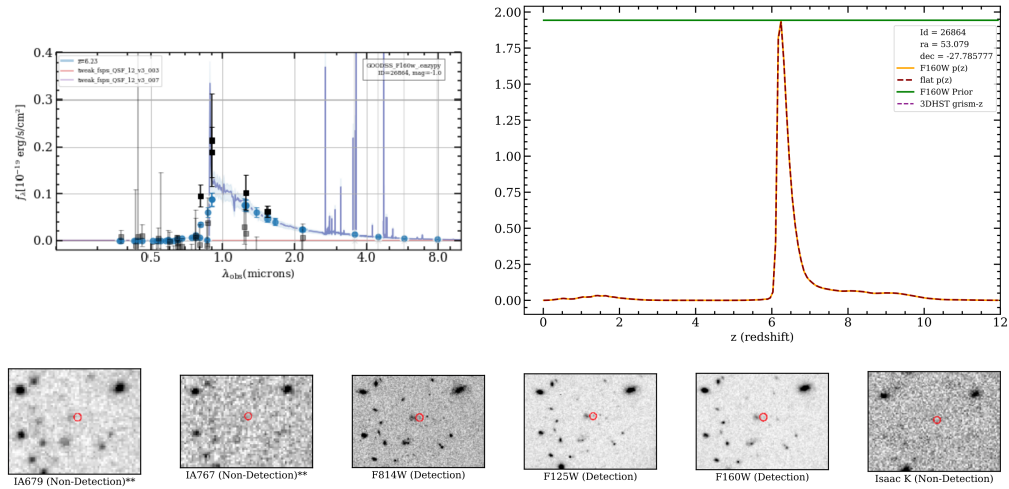 0.4
0.3
0.2
0.1
0.0
0.5
1.0
2.0
4.0
8.0
λobs(microns)
fλ[10⁻¹⁹ erg/s/cm²]
z=6.23
tweak_fsps_QSF_12_v3_003
tweak_fsps_QSF_12_v3_007
ID=26864, mag=-1.0
2.00
1.75
1.50
1.25
1.00
0.75
0.50
0.25
0.00
0
2
4
6
8
10
12
z (redshift)
Id = 26864
ra = 53.079
dec = -27.785777
F160W p(z)
flat p(z)
F160W Prior
3DHST grism-z
IA679 (Non-Detection)**
IA767 (Non-Detection)**
F814W (Detection)
F125W (Detection)
F160W (Detection)
Isaac K (Non-Detection)